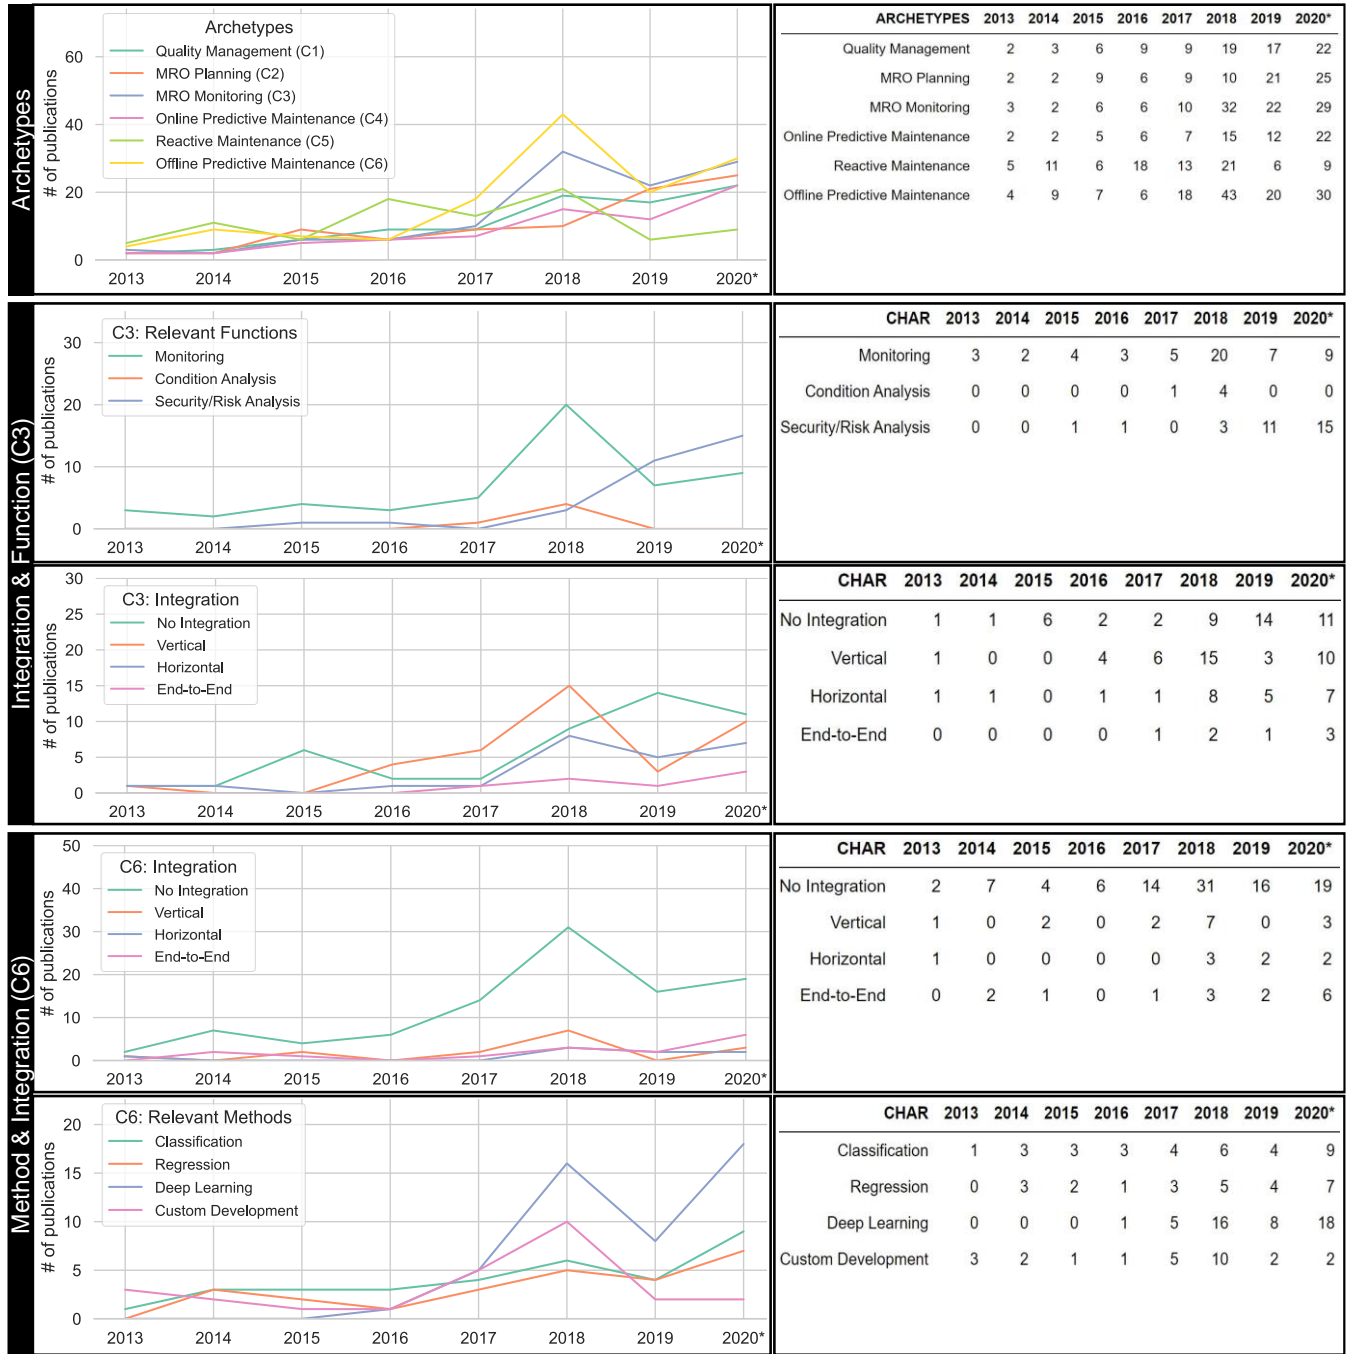 Archetypes
# of publications
60
40
20
0
Archetypes
Quality Management (C1)
MRO Planning (C2)
MRO Monitoring (C3)
Online Predictive Maintenance (C4)
Reactive Maintenance (C5)
Offline Predictive Maintenance (C6)
2013 2014 2015 2016 2017 2018 2019 2020*
ARCHETYPES 2013 2014 2015 2016 2017 2018 2019 2020*
Quality Management 2 3 6 9 9 19 17 22
MRO Planning 2 2 9 6 9 10 21 25
MRO Monitoring 3 2 6 6 10 32 22 29
Online Predictive Maintenance 2 2 5 6 7 15 12 22
Reactive Maintenance 5 11 6 18 13 21 6 9
Offline Predictive Maintenance 4 9 7 6 18 43 20 30
Integration & Function (C3)
# of publications
30
20
10
0
C3: Relevant Functions
Monitoring
Condition Analysis
Security/Risk Analysis
2013 2014 2015 2016 2017 2018 2019 2020*
CHAR 2013 2014 2015 2016 2017 2018 2019 2020*
Monitoring 3 2 4 3 5 20 7 9
Condition Analysis 0 0 0 0 1 4 0 0
Security/Risk Analysis 0 0 1 1 0 3 11 15
# of publications
30
25
20
15
10
5
0
C3: Integration
No Integration
Vertical
Horizontal
End-to-End
2013 2014 2015 2016 2017 2018 2019 2020*
CHAR 2013 2014 2015 2016 2017 2018 2019 2020*
No Integration 1 1 6 2 2 9 14 11
Vertical 1 0 0 4 6 15 3 10
Horizontal 1 1 0 1 1 8 5 7
End-to-End 0 0 0 0 1 2 1 3
Method & Integration (C6)
# of publications
50
40
30
20
10
0
C6: Integration
No Integration
Vertical
Horizontal
End-to-End
2013 2014 2015 2016 2017 2018 2019 2020*
CHAR 2013 2014 2015 2016 2017 2018 2019 2020*
No Integration 2 7 4 6 14 31 16 19
Vertical 1 0 2 0 2 7 0 3
Horizontal 1 0 0 0 0 3 2 2
End-to-End 0 2 1 0 1 3 2 6
# of publications
20
15
10
5
0
C6: Relevant Methods
Classification
Regression
Deep Learning
Custom Development
2013 2014 2015 2016 2017 2018 2019 2020*
CHAR 2013 2014 2015 2016 2017 2018 2019 2020*
Classification 1 3 3 3 4 6 4 9
Regression 0 3 2 1 3 5 4 7
Deep Learning 0 0 0 1 5 16 8 18
Custom Development 3 2 1 1 5 10 2 2